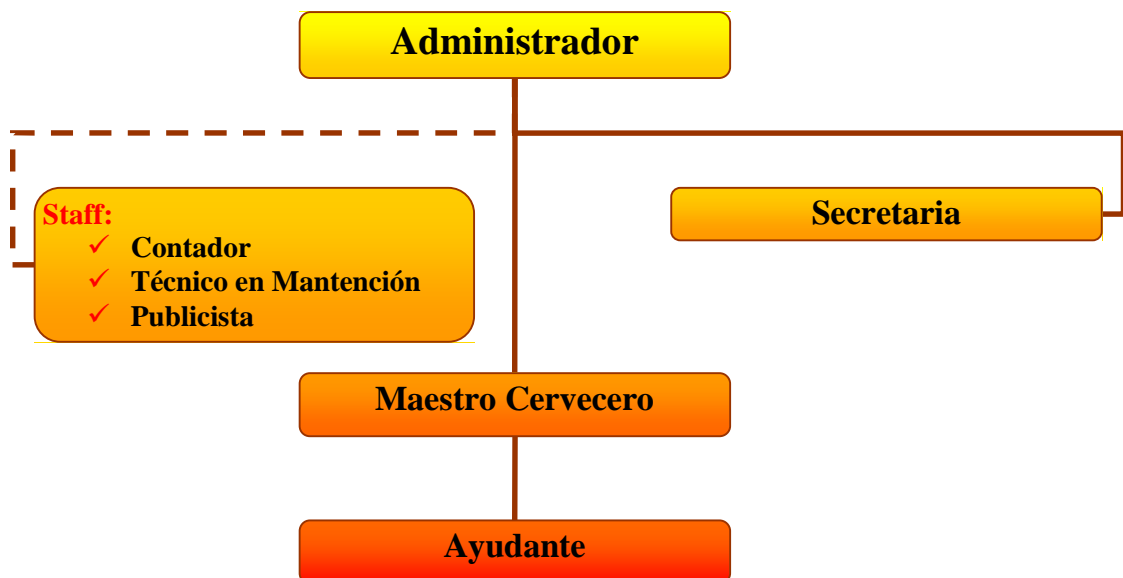 Administrador
Staff:
Contador
Técnico en Mantención
Publicista
Secretaria
Maestro Cervecero
Ayudante